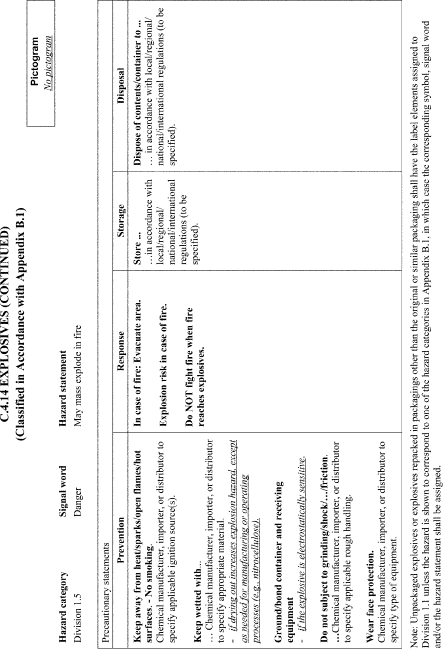 C.4.14 EXPLOSIVES (CONTINUED)
(Classified in Accordance with Appendix B.1)
Pictogram
No pictogram
Hazard category
Signal word
Hazard statement
Division 1.5
Danger
May mass explode in fire
Precautionary statements
Prevention
Response
Storage
Disposal
Keep away from heat/sparks/open flames/hot
surfaces. - No smoking.
Chemical manufacturer, importer, or distributor to
specify applicable ignition source(s).
Keep wetted with...
… Chemical manufacturer, importer, or distributor
to specify appropriate material.
- if drying out increases explosion hazard, except
as needed for manufacturing or operating
processes (e.g., nitrocellulose).
Ground/bond container and receiving
equipment
- if the explosive is electrostatically sensitive.
Do not subject to grinding/shock/…/friction.
…Chemical manufacturer, importer, or distributor
to specify applicable rough handling.
Wear face protection.
Chemical manufacturer, importer, or distributor to
specify type of equipment.
In case of fire: Evacuate area.
Explosion risk in case of fire.
Do NOT fight fire when fire
reaches explosives.
Store ...
…in accordance with
local/regional/
national/international
regulations (to be
specified).
Dispose of contents/container to ...
… in accordance with local/regional/
national/international regulations (to be
specified).
Note: Unpackaged explosives or explosives repacked in packagings other than the original or similar packaging shall have the label elements assigned to
Division 1.1 unless the hazard is shown to correspond to one of the hazard categories in Appendix B.1, in which case the corresponding symbol, signal word
and/or the hazard statement shall be assigned.